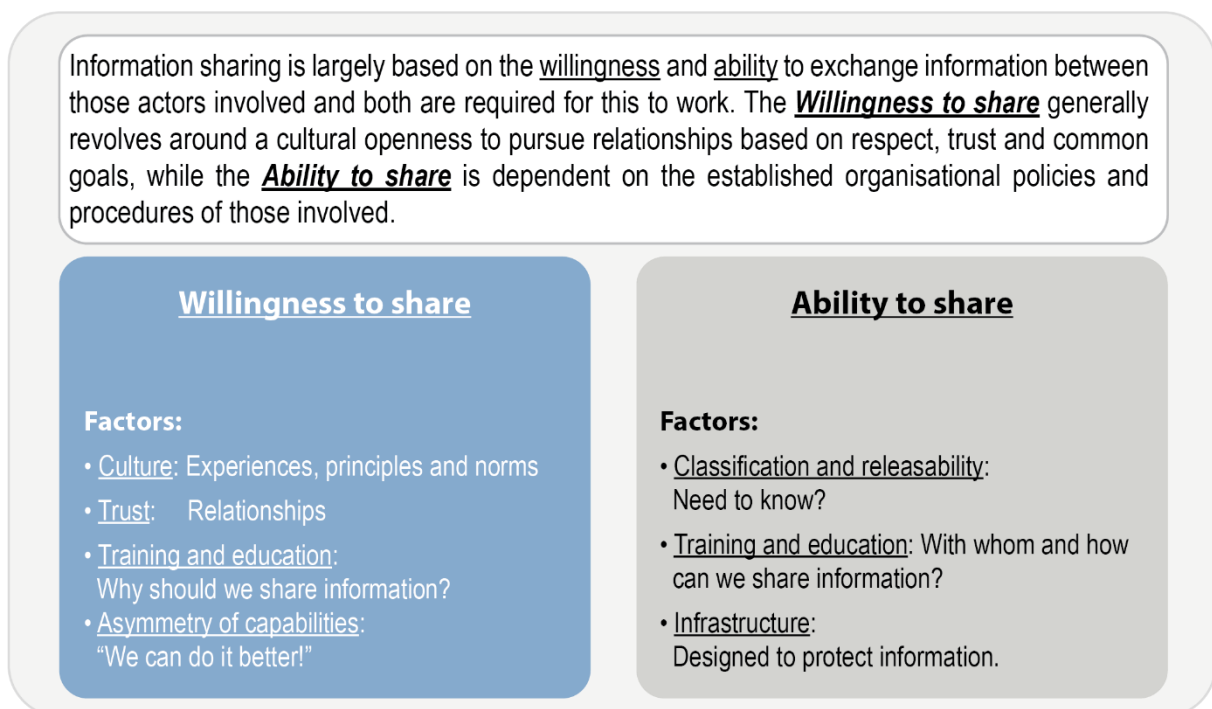 Information sharing is largely based on the willingness and ability to exchange information between
those actors involved and both are required for this to work. The Willingness to share generally
revolves around a cultural openness to pursue relationships based on respect, trust and common
goals, while the Ability to share is dependent on the established organisational policies and
procedures of those involved.
Willingness to share
Factors:
• Culture: Experiences, principles and norms
• Trust: Relationships
• Training and education:
Why should we share information?
• Asymmetry of capabilities:
“We can do it better!”
Ability to share
Factors:
• Classification and releasability:
Need to know?
• Training and education: With whom and how
can we share information?
• Infrastructure:
Designed to protect information.